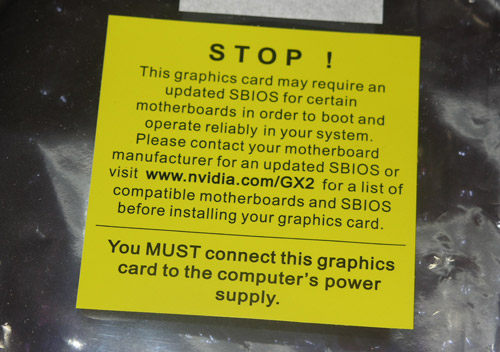 STOP !
This graphics card may require an
updated SBIOS for certain
motherboards in order to boot and
operate reliably in your system.
Please contact your motherboard
manufacturer for an updated SBIOS or
visit www.nvidia.com/GX2 for a list of
compatible motherboards and SBIOS
before installing your graphics card.
You MUST connect this graphics
card to the computer's power
supply.